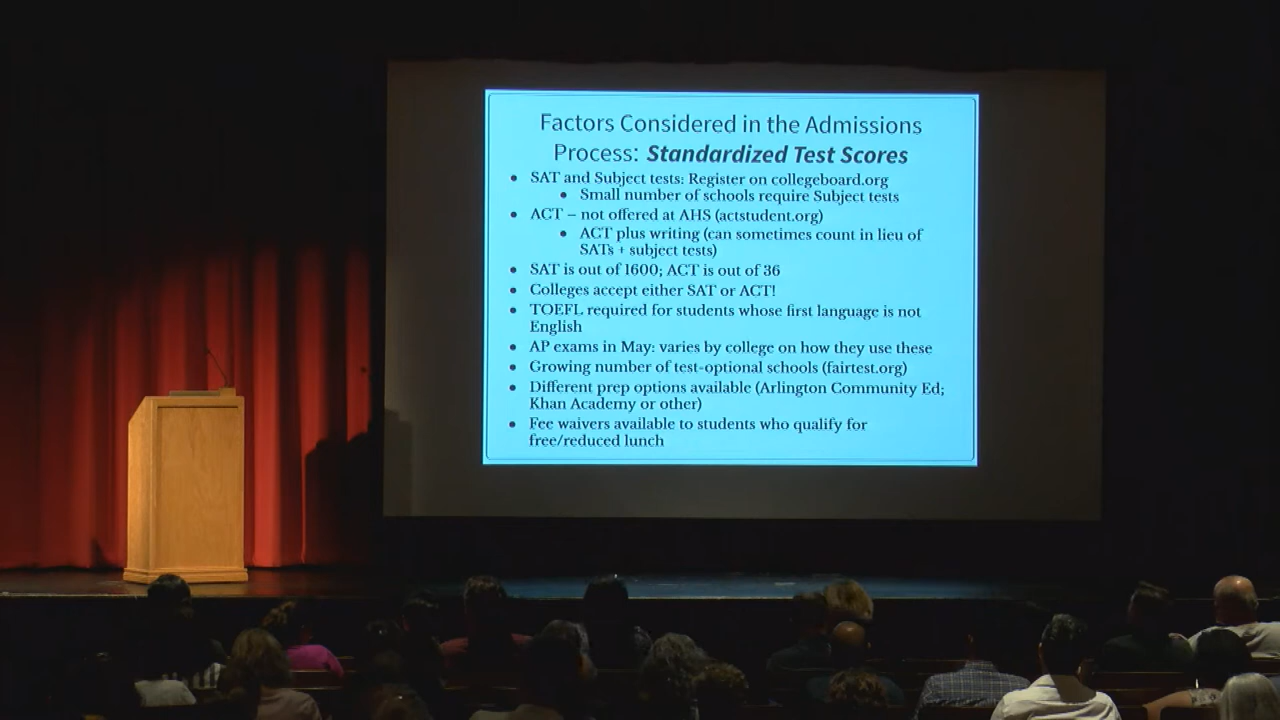 Factors Considered in the Admissions
Process: Standardized Test Scores
• SAT and Subject tests: Register on collegeboard.org
• Small number of schools require Subject tests
• ACT – not offered at AHS (actstudent.org)
• ACT plus writing (can sometimes count in lieu of
SATs + subject tests)
• SAT is out of 1600; ACT is out of 36
• Colleges accept either SAT or ACT!
• TOEFL required for students whose first language is not
English
• AP exams in May: varies by college on how they use these
• Growing number of test-optional schools (fairtest.org)
• Different prep options available (Arlington Community Ed;
Khan Academy or other)
• Fee waivers available to students who qualify for
free/reduced lunch